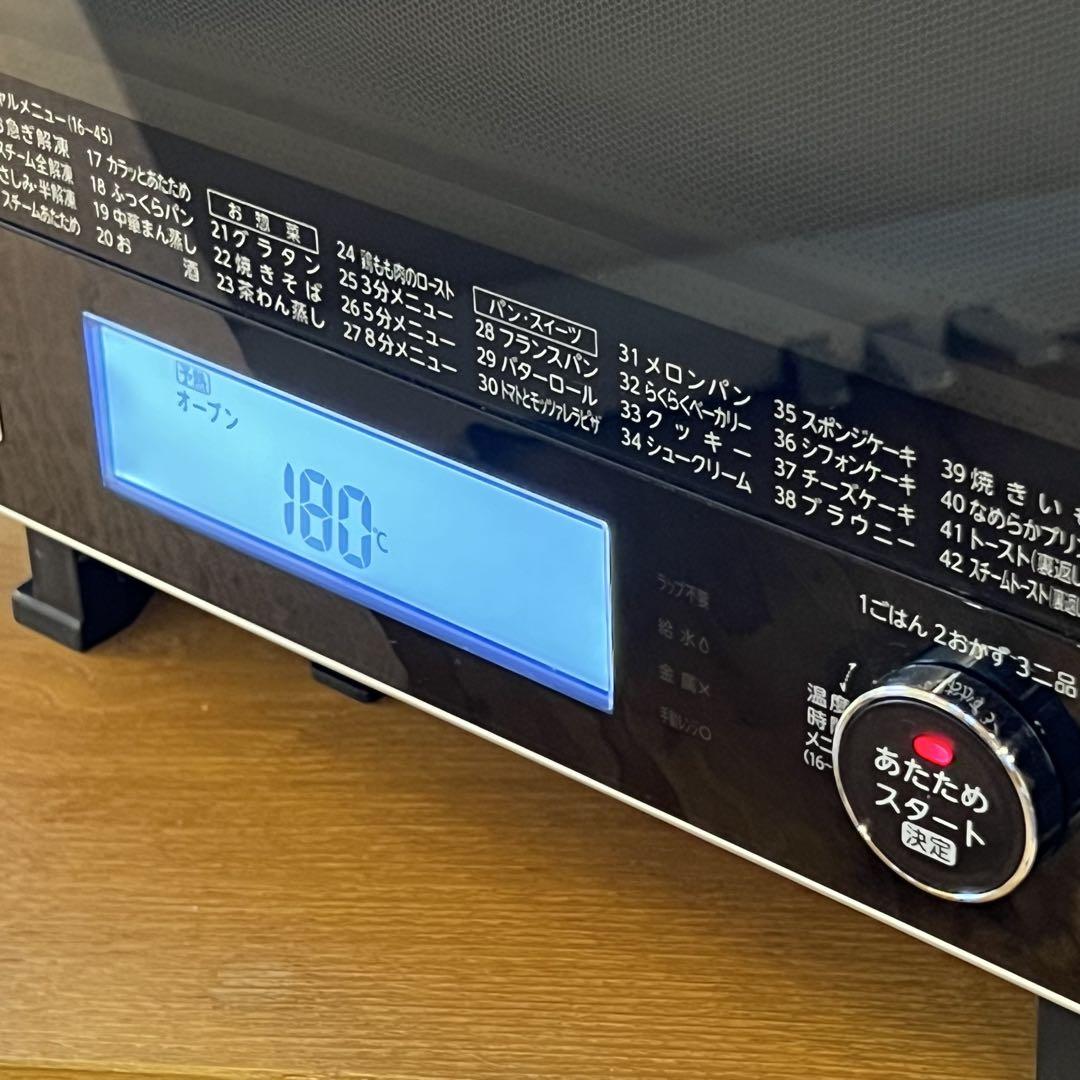 ャルメニュー(16~45)
急ぎ解凍
スチーム全解凍
さしみ・半解凍
スチームあたため
17 カラッとあたため
18 ふっくらパン
19 中華まん蒸し
20 お酒
お惣菜
21 グラタン
22 焼きそば
23 茶わん蒸し
24 鶏もも肉のロースト
25 3分メニュー
26 5分メニュー
27 8分メニュー
パン・スイーツ
28 フランスパン
29 バターロール
30 トマトとモッツァレラピザ
31 メロンパン
32 らくらくベーカリー
33 クッキー
34 シュークリーム
35 スポンジケーキ
36 シフォンケーキ
37 チーズケーキ
38 ブラウニー
39 焼きい
40 なめらかプリ
41 トースト(裏返し
42 スチームトースト(裏返
予熱
オーブン
180℃
ラップ不要
給水
金属×
手動レンジ○
1ごはん 2おかず 3二品
温度
時間
メニ
(16~
あたため
スタート
決定